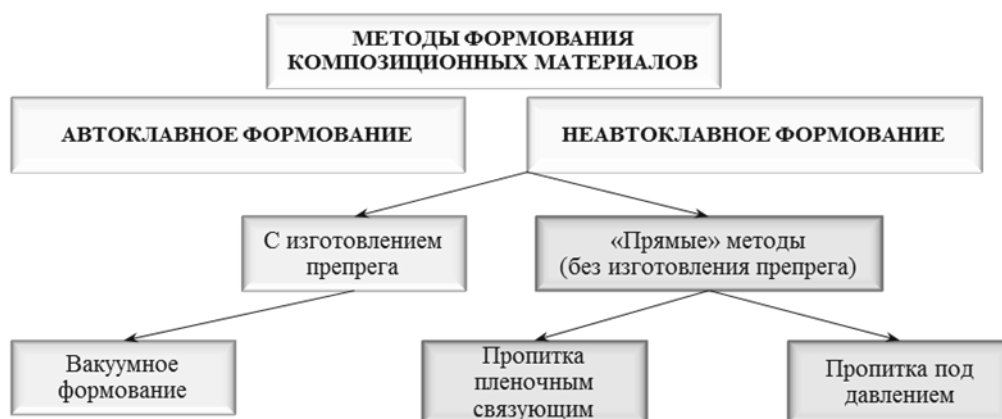 МЕТОДЫ ФОРМОВАНИЯ
КОМПОЗИЦИОННЫХ МАТЕРИАЛОВ
АВТОКЛАВНОЕ ФОРМОВАНИЕ
НЕАВТОКЛАВНОЕ ФОРМОВАНИЕ
С изготовлением
препрега
«Прямые» методы
(без изготовления препрега)
Вакуумное
формование
Пропитка
пленочным
связующим
Пропитка под
давлением